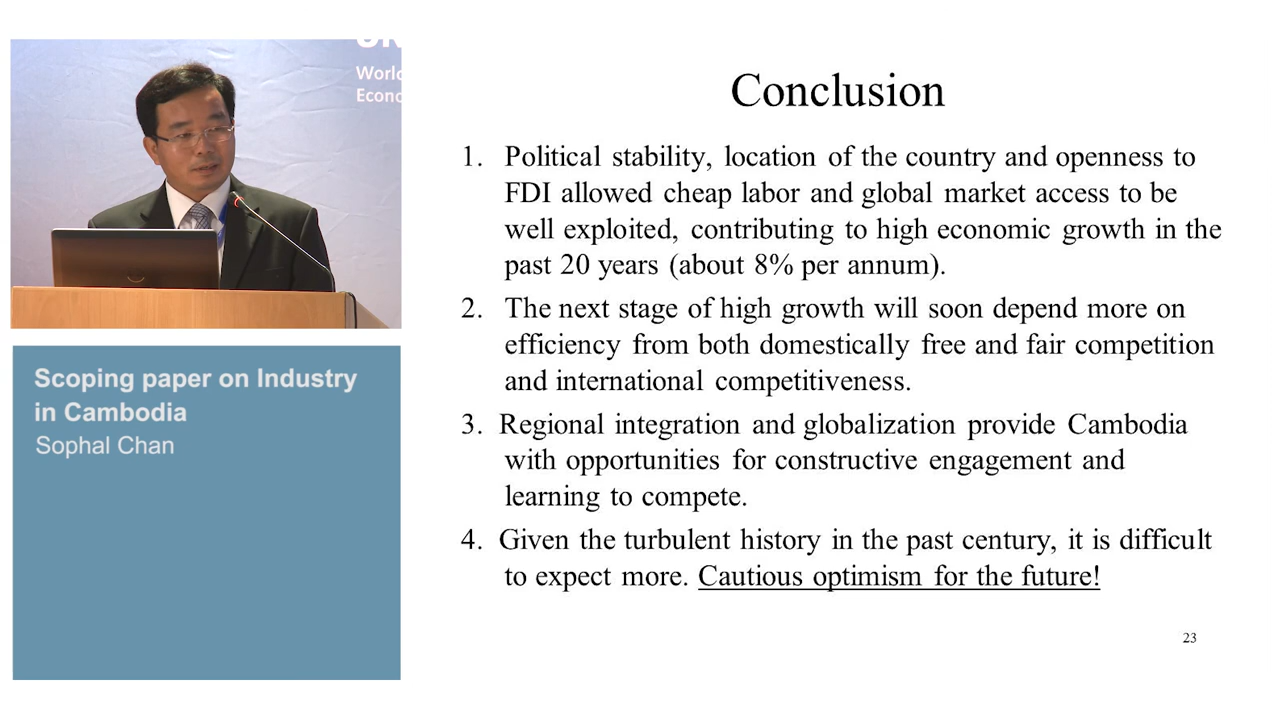 World
Econo
Scoping paper on Industry
in Cambodia
Sophal Chan
Conclusion
1. Political stability, location of the country and openness to
FDI allowed cheap labor and global market access to be
well exploited, contributing to high economic growth in the
past 20 years (about 8% per annum).
2. The next stage of high growth will soon depend more on
efficiency from both domestically free and fair competition
and international competitiveness.
3. Regional integration and globalization provide Cambodia
with opportunities for constructive engagement and
learning to compete.
4. Given the turbulent history in the past century, it is difficult
to expect more. Cautious optimism for the future!
23